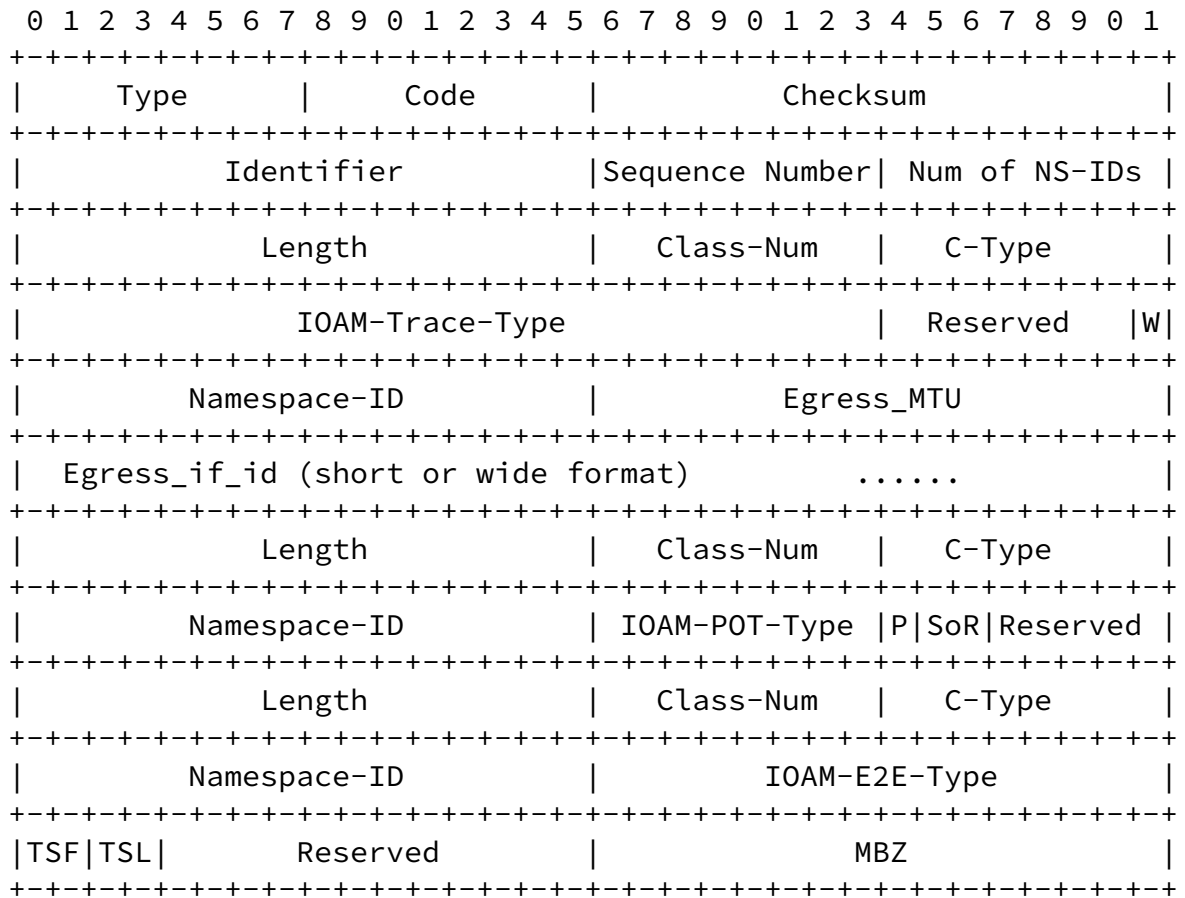 0 1 2 3 4 5 6 7 8 9 0 1 2 3 4 5 6 7 8 9 0 1 2 3 4 5 6 7 8 9 0 1
+-+-+-+-+-+-+-+-+-+-+-+-+-+-+-+-+-+-+-+-+-+-+-+-+-+-+-+-+-+-+-+-+
|     Type      |     Code      |          Checksum             |
+-+-+-+-+-+-+-+-+-+-+-+-+-+-+-+-+-+-+-+-+-+-+-+-+-+-+-+-+-+-+-+-+
|           Identifier          |Sequence Number| Num of NS-IDs |
+-+-+-+-+-+-+-+-+-+-+-+-+-+-+-+-+-+-+-+-+-+-+-+-+-+-+-+-+-+-+-+-+
|             Length            |   Class-Num   |   C-Type      |
+-+-+-+-+-+-+-+-+-+-+-+-+-+-+-+-+-+-+-+-+-+-+-+-+-+-+-+-+-+-+-+-+
|               IOAM-Trace-Type                 |  Reserved   |W|
+-+-+-+-+-+-+-+-+-+-+-+-+-+-+-+-+-+-+-+-+-+-+-+-+-+-+-+-+-+-+-+-+
|         Namespace-ID          |          Egress_MTU           |
+-+-+-+-+-+-+-+-+-+-+-+-+-+-+-+-+-+-+-+-+-+-+-+-+-+-+-+-+-+-+-+-+
|  Egress_if_id (short or wide format)         ......           |
+-+-+-+-+-+-+-+-+-+-+-+-+-+-+-+-+-+-+-+-+-+-+-+-+-+-+-+-+-+-+-+-+
|             Length            |   Class-Num   |   C-Type      |
+-+-+-+-+-+-+-+-+-+-+-+-+-+-+-+-+-+-+-+-+-+-+-+-+-+-+-+-+-+-+-+-+
|         Namespace-ID          | IOAM-POT-Type |P|SoR|Reserved |
+-+-+-+-+-+-+-+-+-+-+-+-+-+-+-+-+-+-+-+-+-+-+-+-+-+-+-+-+-+-+-+-+
|             Length            |   Class-Num   |   C-Type      |
+-+-+-+-+-+-+-+-+-+-+-+-+-+-+-+-+-+-+-+-+-+-+-+-+-+-+-+-+-+-+-+-+
|         Namespace-ID          |         IOAM-E2E-Type         |
+-+-+-+-+-+-+-+-+-+-+-+-+-+-+-+-+-+-+-+-+-+-+-+-+-+-+-+-+-+-+-+-+
|TSF|TSL|       Reserved        |              MBZ              |
+-+-+-+-+-+-+-+-+-+-+-+-+-+-+-+-+-+-+-+-+-+-+-+-+-+-+-+-+-+-+-+-+